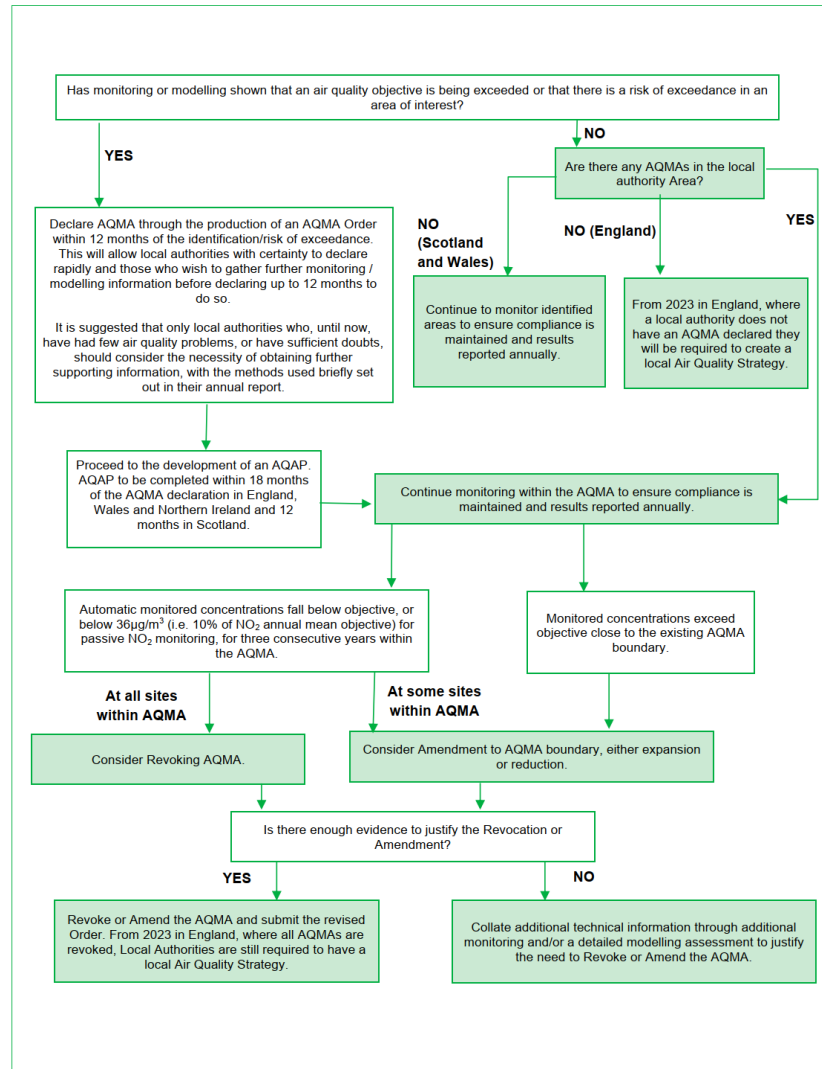 Has monitoring or modelling shown that an air quality objective is being exceeded or that there is a risk of exceedance in an
area of interest?
YES
NO
Are there any AQMAs in the local
authority Area?
NO
(Scotland
and Wales)
NO (England)
YES
Declare AQMA through the production of an AQMA Order
within 12 months of the identification/risk of exceedance.
This will allow local authorities with certainty to declare
rapidly and those who wish to gather further monitoring /
modelling information before declaring up to 12 months to
do so.
It is suggested that only local authorities who, until now,
have had few air quality problems, or have sufficient doubts,
should consider the necessity of obtaining further
supporting information, with the methods used briefly set
out in their annual report.
Continue to monitor identified
areas to ensure compliance is
maintained and results
reported annually.
From 2023 in England, where
a local authority does not
have an AQMA declared they
will be required to create a
local Air Quality Strategy.
Proceed to the development of an AQAP.
AQAP to be completed within 18 months
of the AQMA declaration in England,
Wales and Northern Ireland and 12
months in Scotland.
Continue monitoring within the AQMA to ensure compliance is
maintained and results reported annually.
Automatic monitored concentrations fall below objective, or
below 36µg/m³ (i.e. 10% of NO₂ annual mean objective) for
passive NO₂ monitoring, for three consecutive years within
the AQMA.
Monitored concentrations exceed
objective close to the existing AQMA
boundary.
At all sites
within AQMA
At some sites
within AQMA
Consider Revoking AQMA.
Consider Amendment to AQMA boundary, either expansion
or reduction.
Is there enough evidence to justify the Revocation or
Amendment?
YES
NO
Revoke or Amend the AQMA and submit the revised
Order. From 2023 in England, where all AQMAs are
revoked, Local Authorities are still required to have a
local Air Quality Strategy.
Collate additional technical information through additional
monitoring and/or a detailed modelling assessment to justify
the need to Revoke or Amend the AQMA.